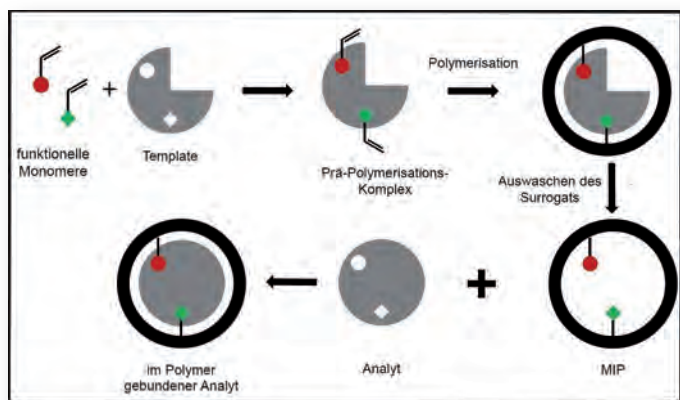 +
Polymerisation
funktionelle
Monomere
Template
Prä-Polymerisations-
Komplex
Auswaschen des
Surrogats
+
im Polymer
gebundener Analyt
Analyt
MIP